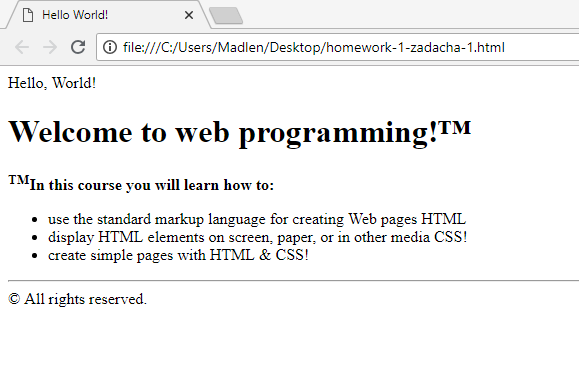 Hello World!
file:///C:/Users/Madlen/Desktop/homework-1-zadacha-1.html
Hello, World!
Welcome to web programming!™
TMIn this course you will learn how to:
• use the standard markup language for creating Web pages HTML
• display HTML elements on screen, paper, or in other media CSS!
• create simple pages with HTML & CSS!
© All rights reserved.